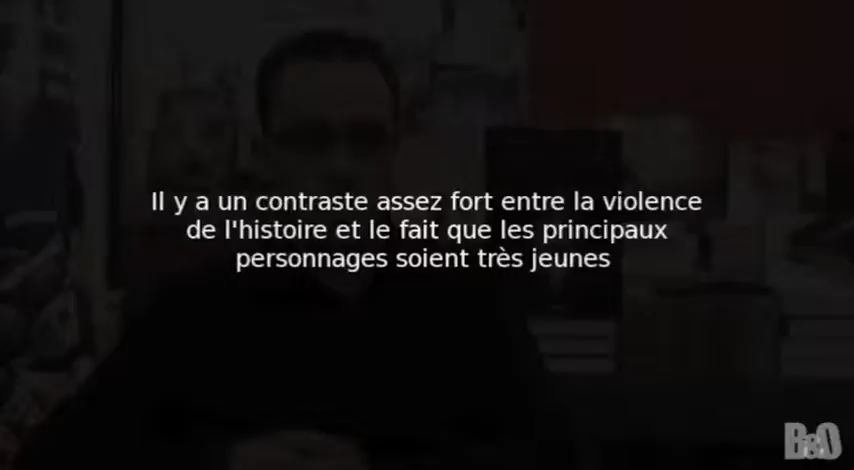 Il y a un contraste assez fort entre la violence
de l'histoire et le fait que les principaux
personnages soient très jeunes
B&O